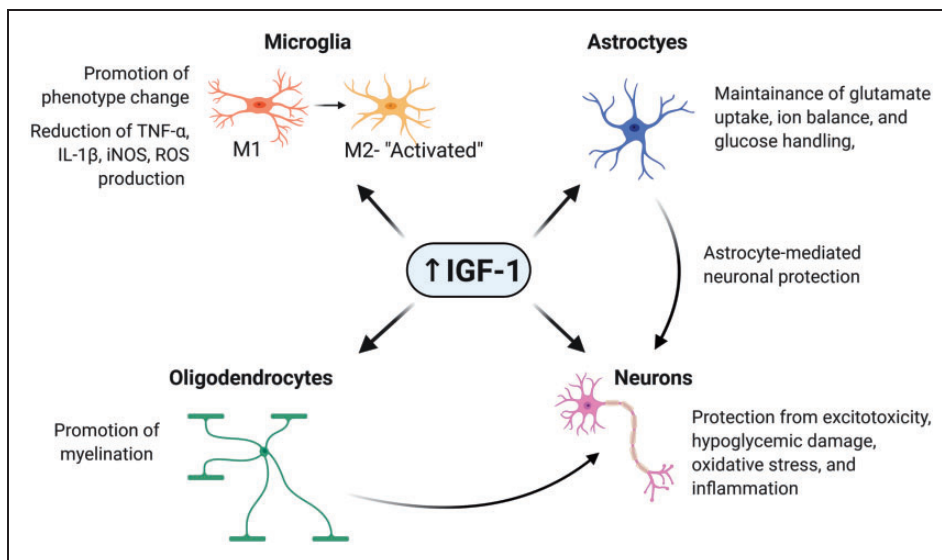 Microglia
Promotion of
phenotype change
Reduction of TNF-α,
IL-1β, iNOS, ROS
production
M1
M2- "Activated"
Astroctyes
Maintainance of glutamate
uptake, ion balance, and
glucose handling,
↑IGF-1
Astrocyte-mediated
neuronal protection
Oligodendrocytes
Promotion of
myelination
Neurons
Protection from excitotoxicity,
hypoglycemic damage,
oxidative stress, and
inflammation